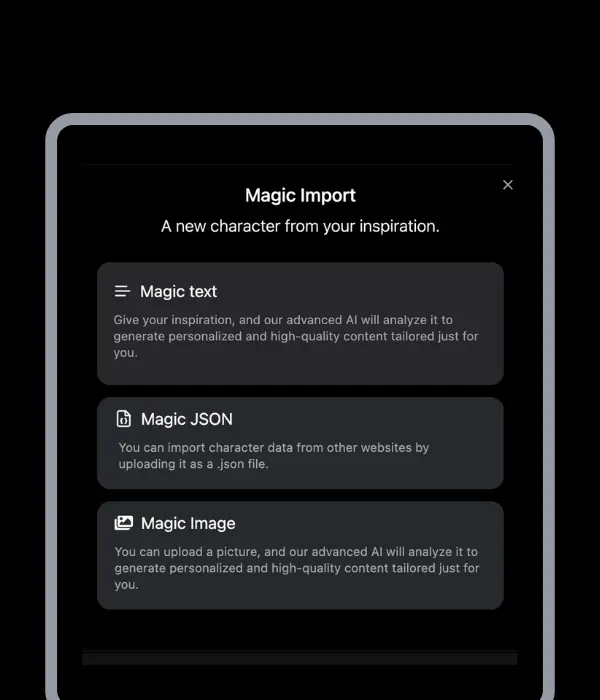 Magic Import
A new character from your inspiration.
Magic text
Give your inspiration, and our advanced AI will analyze it to
generate personalized and high-quality content tailored just for
you.
Magic JSON
You can import character data from other websites by
uploading it as a .json file.
Magic Image
You can upload a picture, and our advanced AI will analyze it to
generate personalized and high-quality content tailored just for
you.